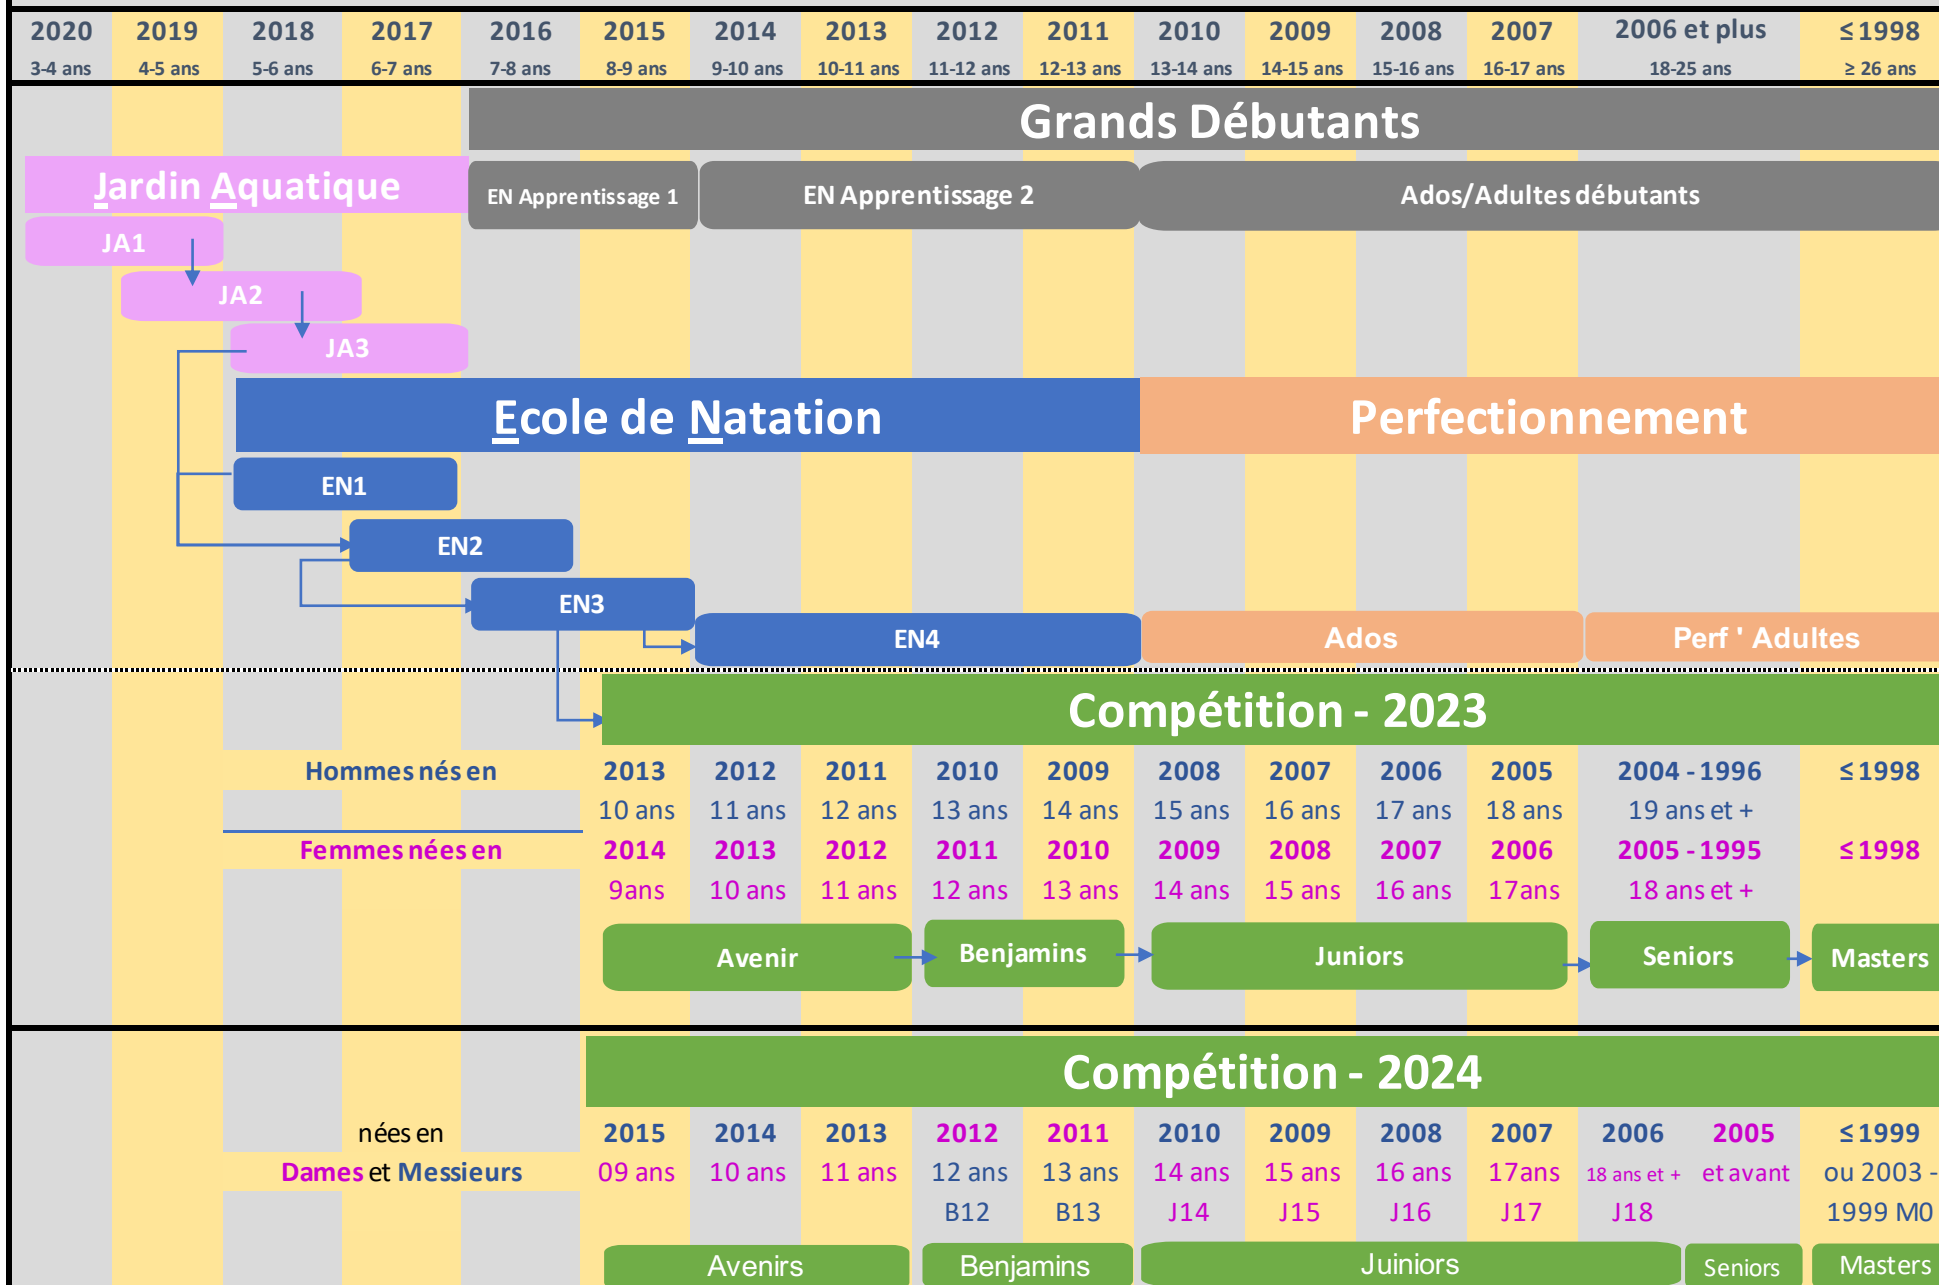 2020 2019 2018 2017 2016 2015 2014 2013 2012 2011 2010 2009 2008 2007 2006 et plus ≤ 1998
3-4 ans 4-5 ans 5-6 ans 6-7 ans 7-8 ans 8-9 ans 9-10 ans 10-11 ans 11-12 ans 12-13 ans 13-14 ans 14-15 ans 15-16 ans 16-17 ans 18-25 ans ≥ 26 ans
Grands Débutants
Jardin Aquatique EN Apprentissage 1 EN Apprentissage 2 Ados/Adultes débutants
JA1
JA2
JA3
Ecole de Natation Perfectionnement
EN1
EN2
EN3
EN4 Ados Perf ' Adultes
Compétition - 2023
Hommes nés en 2013 2012 2011 2010 2009 2008 2007 2006 2005 2004 - 1996 ≤ 1998
10 ans 11 ans 12 ans 13 ans 14 ans 15 ans 16 ans 17 ans 18 ans 19 ans et +
Femmes nées en 2014 2013 2012 2011 2010 2009 2008 2007 2006 2005 - 1995 ≤ 1998
9ans 10 ans 11 ans 12 ans 13 ans 14 ans 15 ans 16 ans 17ans 18 ans et +
Avenir Benjamins Juniors Seniors Masters
Compétition - 2024
nées en 2015 2014 2013 2012 2011 2010 2009 2008 2007 2006 2005 ≤ 1999
Dames et Messieurs 09 ans 10 ans 11 ans 12 ans 13 ans 14 ans 15 ans 16 ans 17ans 18 ans et + et avant ou 2003 -
B12 B13 J14 J15 J16 J17 J18 1999 M0
Avenirs Benjamins Juiniors Seniors Masters